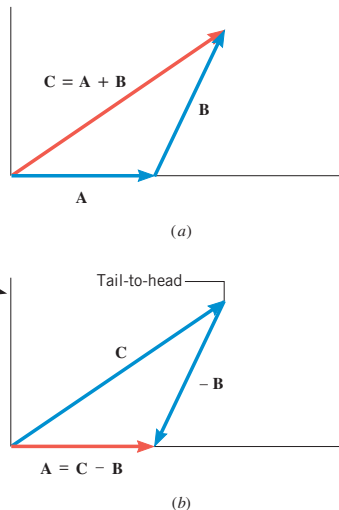 C = A + B
B
A
(a)
Tail-to-head
C
– B
A = C – B
(b)